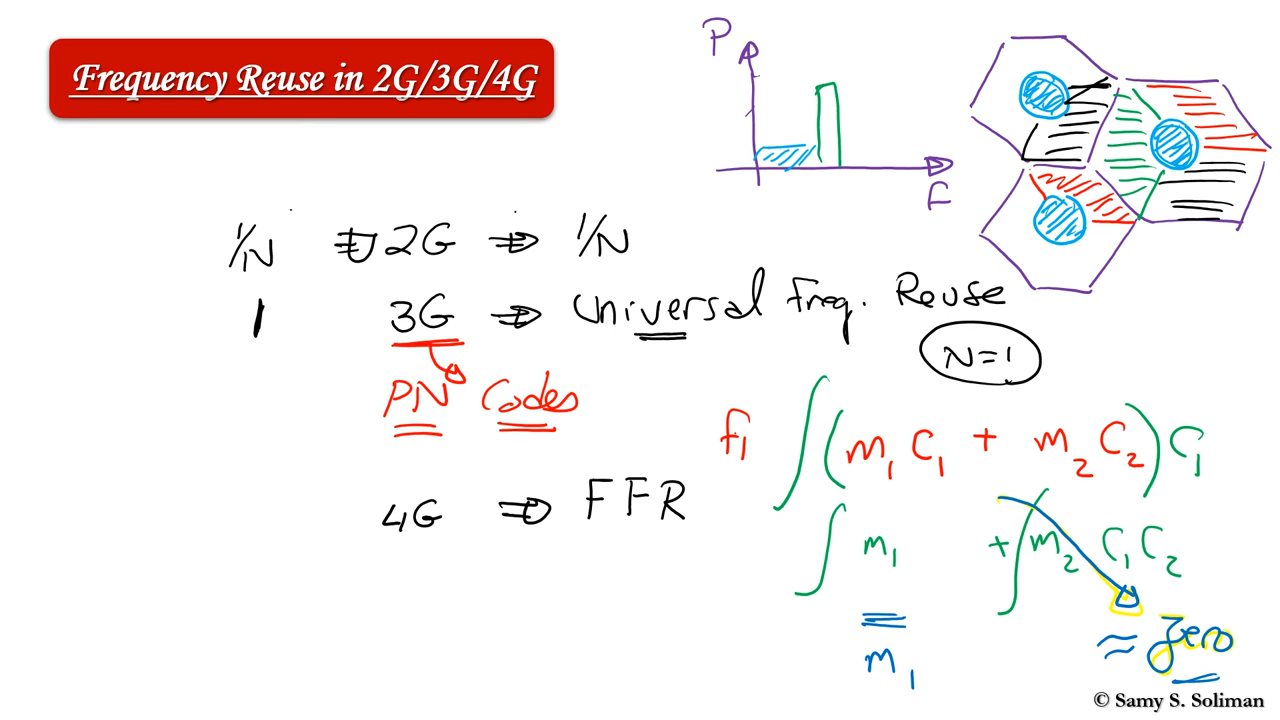 Frequency Reuse in 2G/3G/4G
P
F
1/N ⇒ 2G ⇒ 1/N
1 3G ⇒ Universal Freq. Reuse
N=1
PN Codes
f₁ ∫(m₁ C₁ + m₂ C₂) C₁
4G ⇒ FFR
∫ m₁ + ∫ m₂ C₁ C₂
m₁ ≈ zero
© Samy S. Soliman